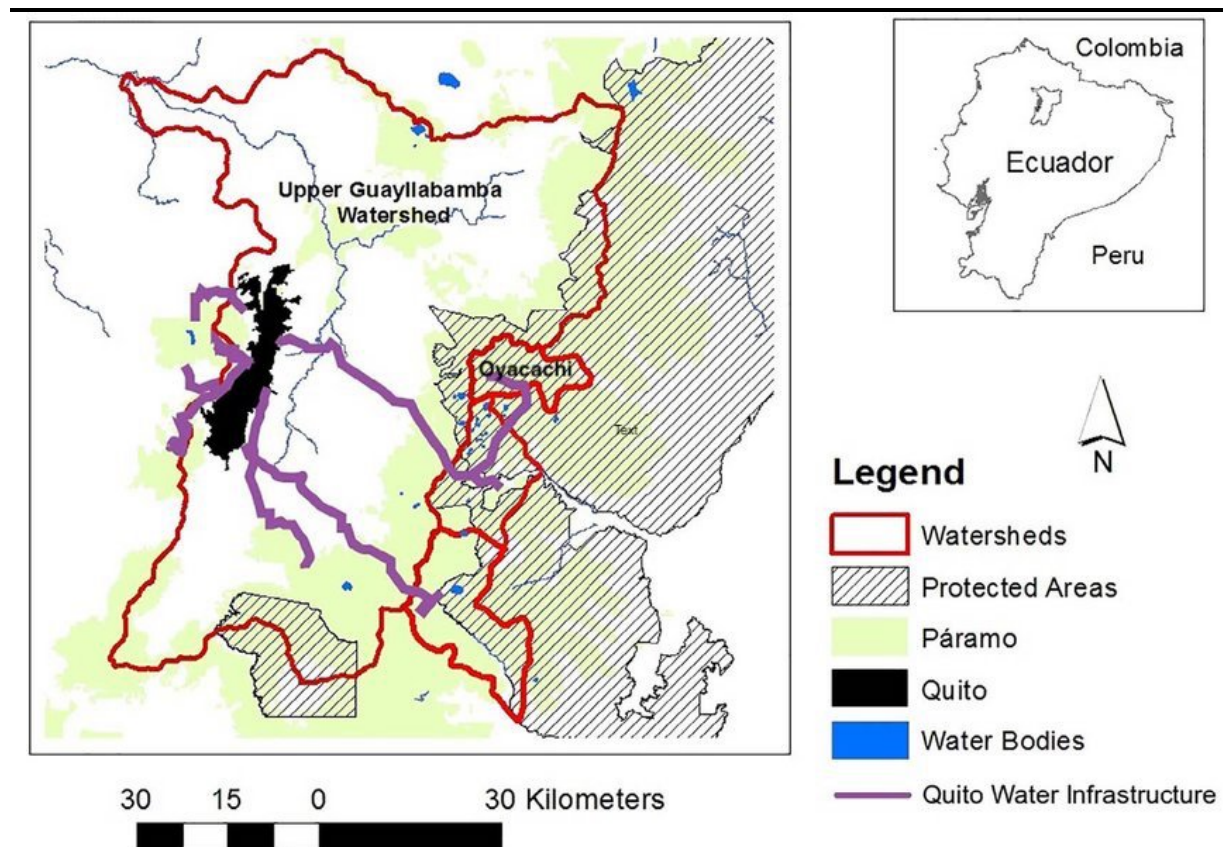 Upper Guayllabamba
Watershed
Oyacachi
Text
Colombia
Ecuador
Peru
N
Legend
Watersheds
Protected Areas
Páramo
Quito
Water Bodies
Quito Water Infrastructure
30 15 0 30 Kilometers